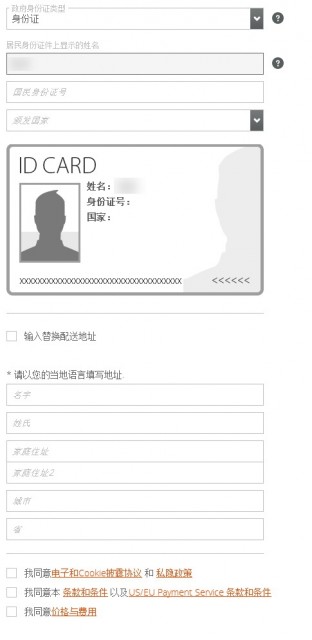 政府身份证类型
身份证
居民身份证件上显示的姓名
国民身份证号
颁发国家
ID CARD
姓名：
身份证号：
国家：
XXXXXXXXXXXXXXXXXXXXXXXXXXXXXXXXXXX <<<<<<
输入替换配送地址
* 请以您的当地语言填写地址
名字
姓氏
家庭住址
家庭住址2
城市
省
我同意电子和Cookie披露协议 和 私隐政策
我同意本 条款和条件 以及US/EU Payment Service 条款和条件
我同意价格与费用